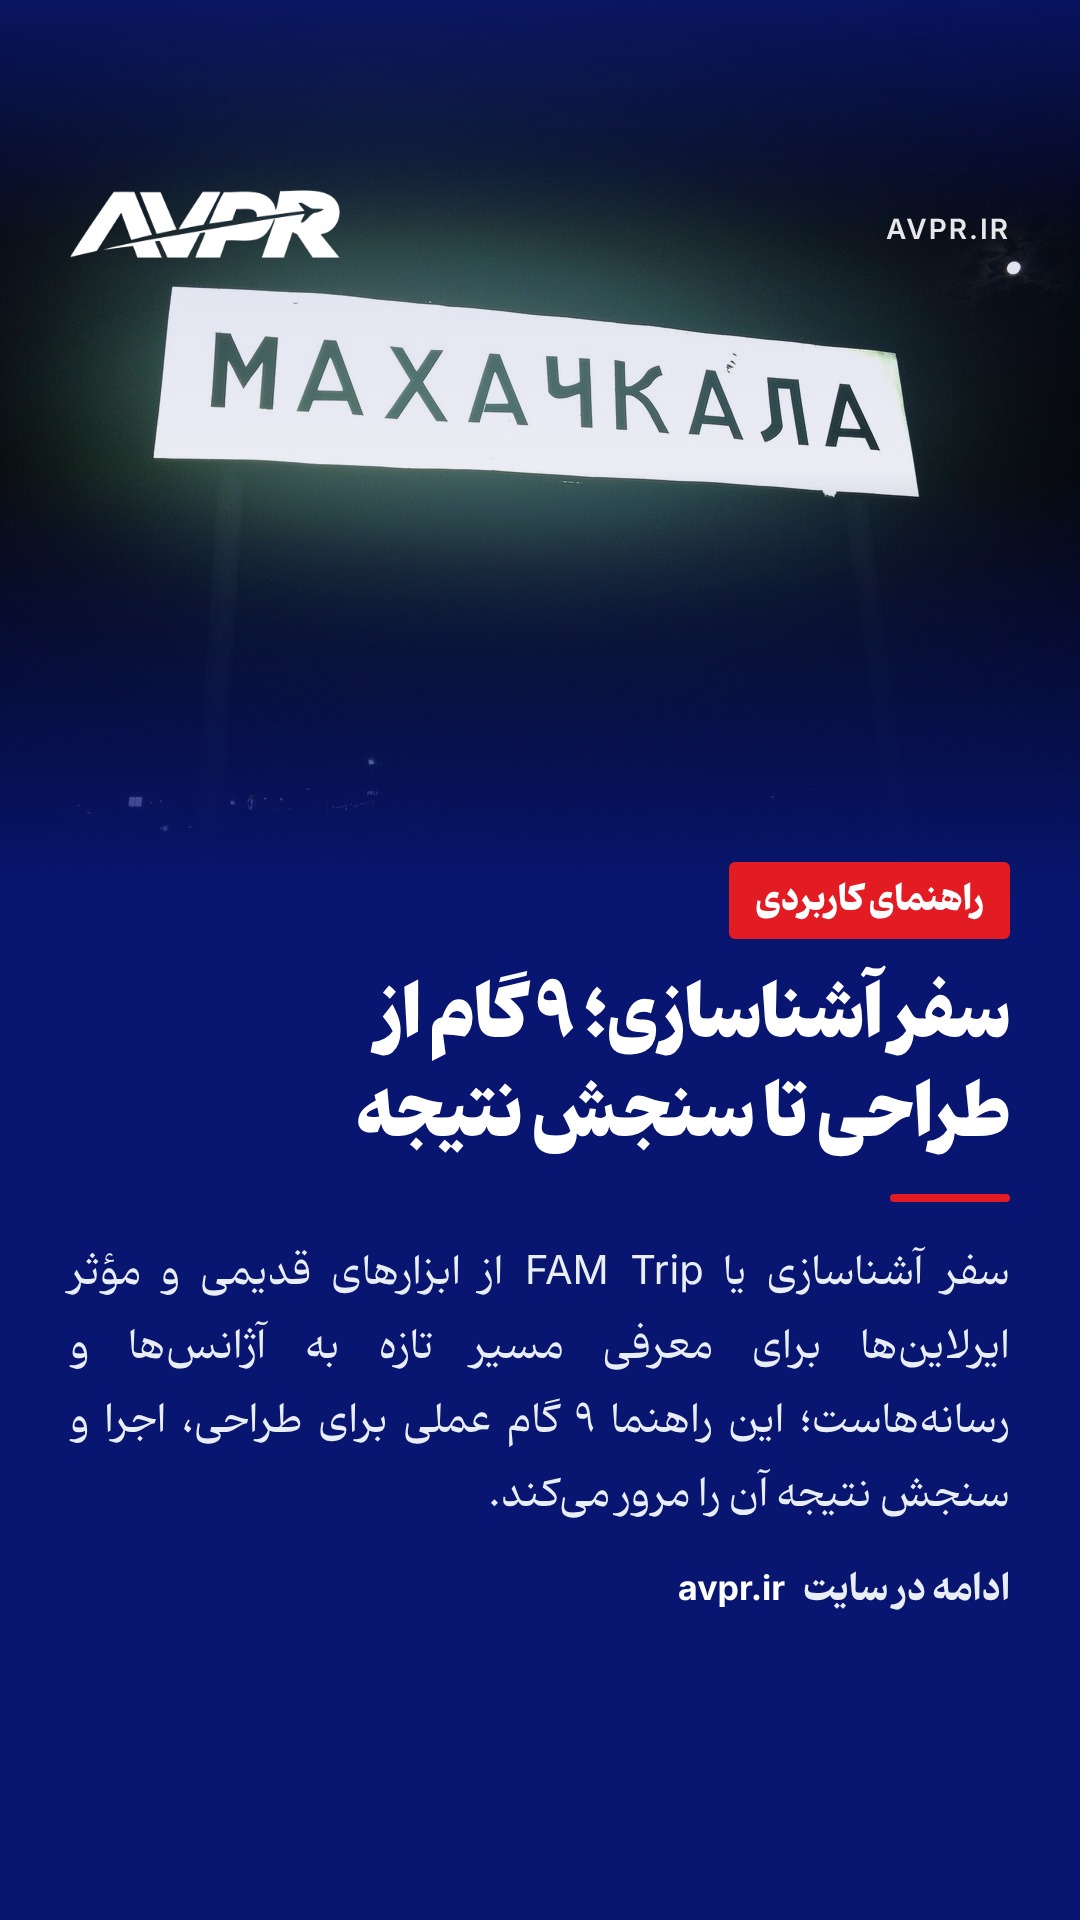 AVPR
AVPR.IR
МАХАЧКАЛА
راهنمای کاربردی
سفر آشناسازی؛ ۹ گام از
طراحی تا سنجش نتیجه
سفر آشناسازی یا FAM Trip از ابزارهای قدیمی و مؤثر
ایرلاین‌ها برای معرفی مسیر تازه به آژانس‌ها و
رسانه‌هاست؛ این راهنما ۹ گام عملی برای طراحی، اجرا و
سنجش نتیجه آن را مرور می‌کند.
ادامه در سایت avpr.ir